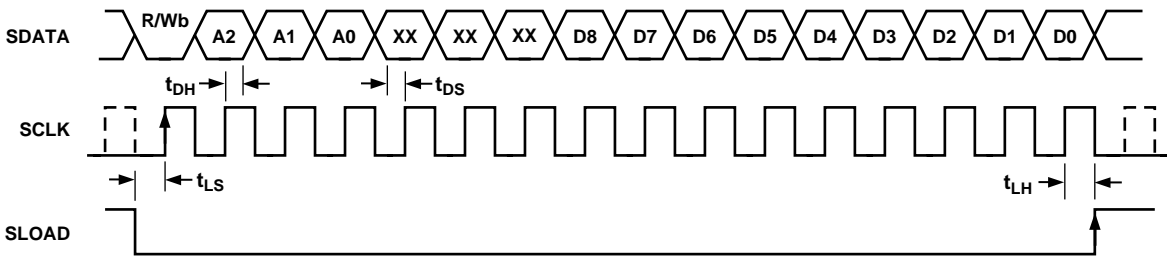 R/Wb
SDATA A2 A1 A0 XX XX XX D8 D7 D6 D5 D4 D3 D2 D1 D0
tDH tDS
SCLK
tLS tLH
SLOAD